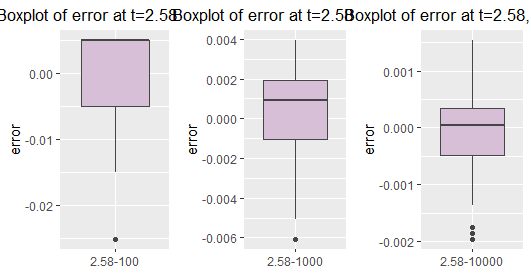 Boxplot of error at t=2.58
Boxplot of error at t=2.58
Boxplot of error at t=2.58,
error
0.00
-0.01
-0.02
2.58-100
error
0.004
0.002
0.000
-0.002
-0.004
-0.006
2.58-1000
error
0.001
0.000
-0.001
-0.002
2.58-10000